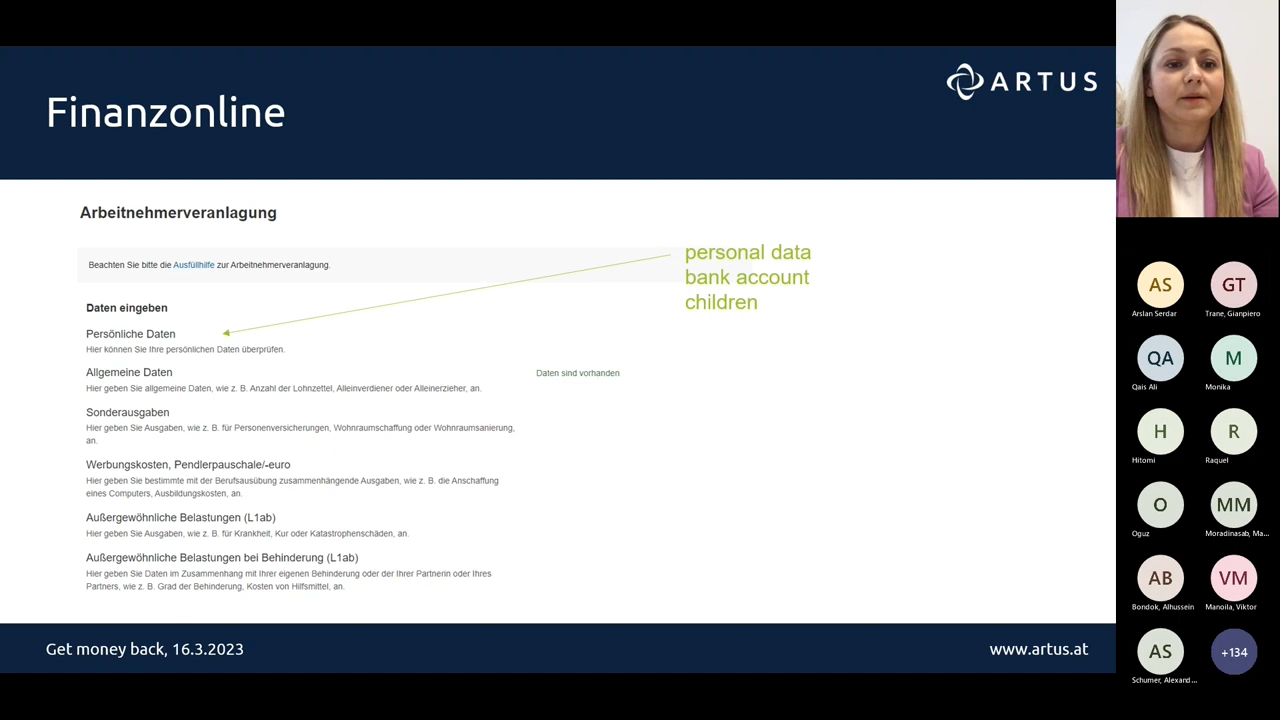 Finanzonline
ARTUS
Arbeitnehmerveranlagung
Beachten Sie bitte die Ausfüllhilfe zur Arbeitnehmerveranlagung.
personal data
bank account
children
Daten eingeben
Persönliche Daten
Hier können Sie Ihre persönlichen Daten überprüfen.
Allgemeine Daten
Daten sind vorhanden
Hier geben Sie allgemeine Daten, wie z. B. Anzahl der Lohnzettel, Alleinverdiener oder Alleinerzieher, an.
Sonderausgaben
Hier geben Sie Ausgaben, wie z. B. für Personenversicherungen, Wohnraumschaffung oder Wohnraumsanierung,
an.
Werbungskosten, Pendlerpauschale/-euro
Hier geben Sie bestimmte mit der Berufsausübung zusammenhängende Ausgaben, wie z. B. die Anschaffung
eines Computers, Ausbildungskosten, an.
Außergewöhnliche Belastungen (L1ab)
Hier geben Sie Ausgaben, wie z. B. für Krankheit, Kur oder Katastrophenschäden, an.
Außergewöhnliche Belastungen bei Behinderung (L1ab)
Hier geben Sie Daten im Zusammenhang mit Ihrer eigenen Behinderung oder der Ihrer Partnerin oder Ihres
Partners, wie z. B. Grad der Behinderung, Kosten von Hilfsmittel, an.
Get money back, 16.3.2023
www.artus.at
AS
GT
Arslan Serdar
Trane, Gianpiero
QA
M
Qais Ali
Monika
H
R
Hitomi
Raquel
O
MM
Oguz
Moradinasab, Ma...
AB
VM
Bondok, Alhussein
Manoila, Viktor
AS
+134
Schumer, Alexand...